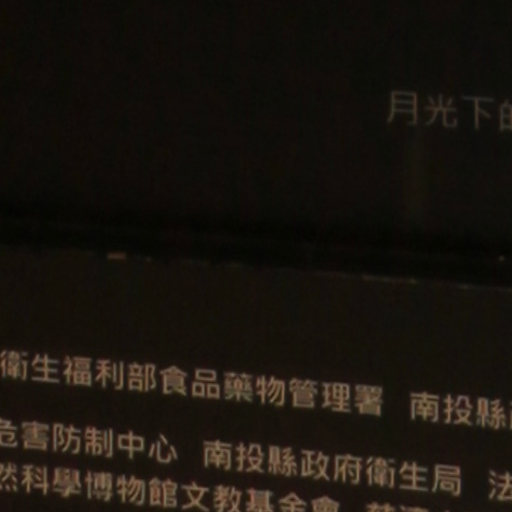 月光下的
衛生福利部食品藥物管理署 南投縣
危害防制中心 南投縣政府衛生局 法
然科學博物館文教基金會